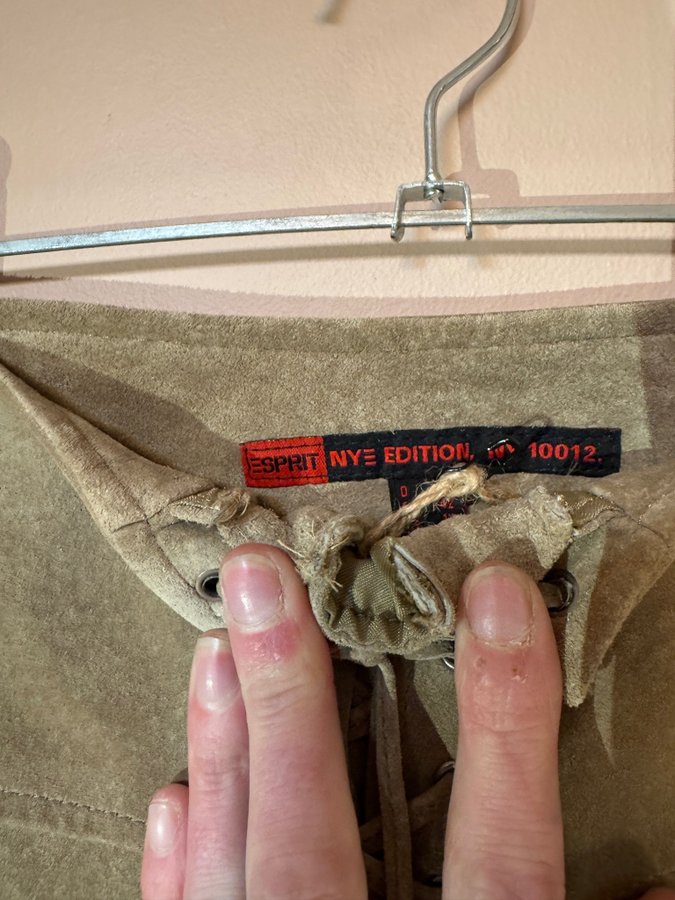 ESPRIT NYE EDITION, NY 10012.
D